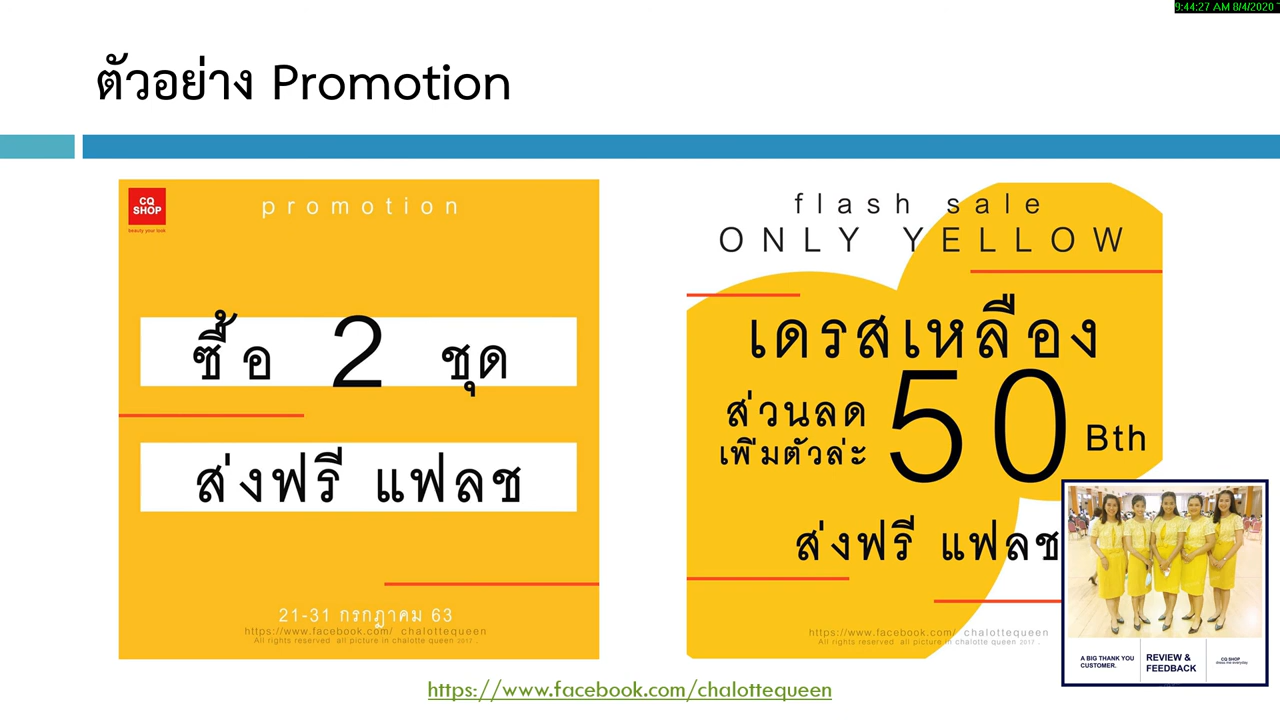 9:44:27 AM 8/4/2020
ตัวอย่าง Promotion
CQ
SHOP
beauty your look
promotion
ซื้อ 2 ชุด
ส่งฟรี แฟลช
21-31 กรกฎาคม 63
https://www.facebook.com/ chalottequeen
All rights reserved all picture in chalotte queen 2017 .
flash sale
ONLY YELLOW
เดรสเหลือง
ส่วนลด
เพิ่มตัวล่ะ
50 Bth
ส่งฟรี แฟลช
https://www.facebook.com/ chalottequeen
All rights reserved all picture in chalotte queen 2017 .
A BIG THANK YOU
CUSTOMER.
REVIEW &
FEEDBACK
CQ SHOP
dress me everyday
https://www.facebook.com/chalottequeen